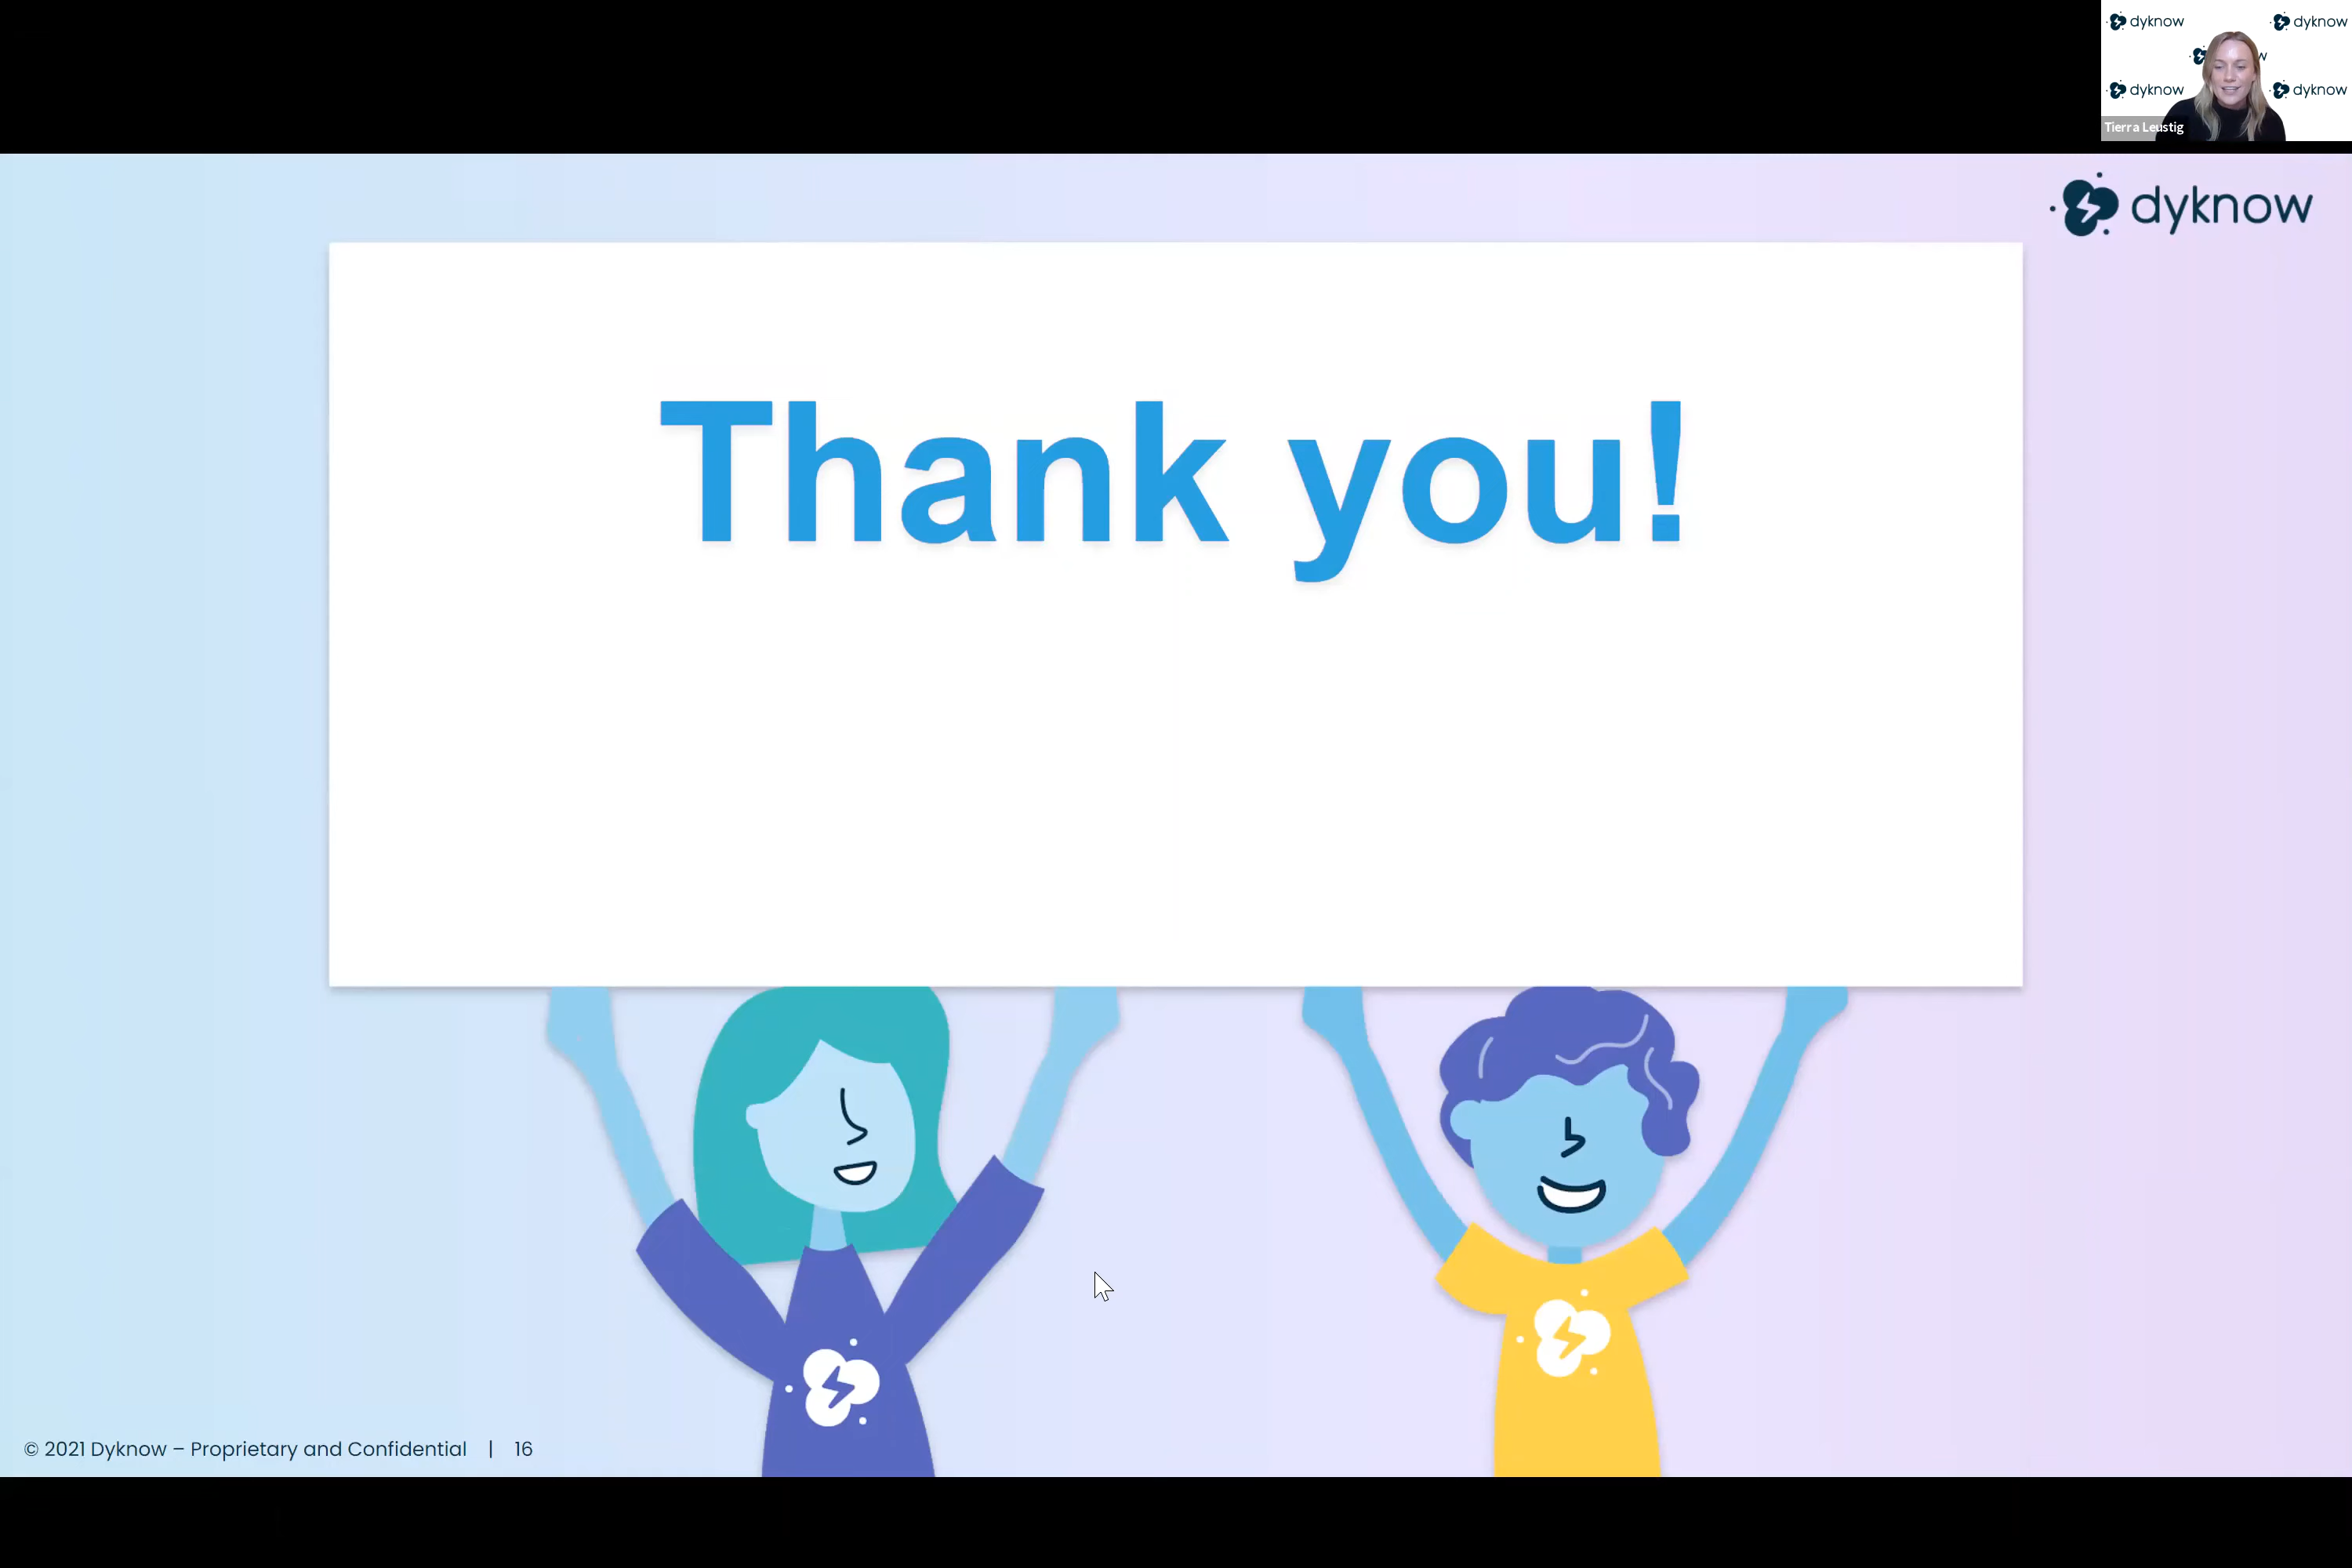 dyknow dyknow
dyknow dyknow
Tierra Leustig
dyknow
Thank you!
© 2021 Dyknow – Proprietary and Confidential | 16